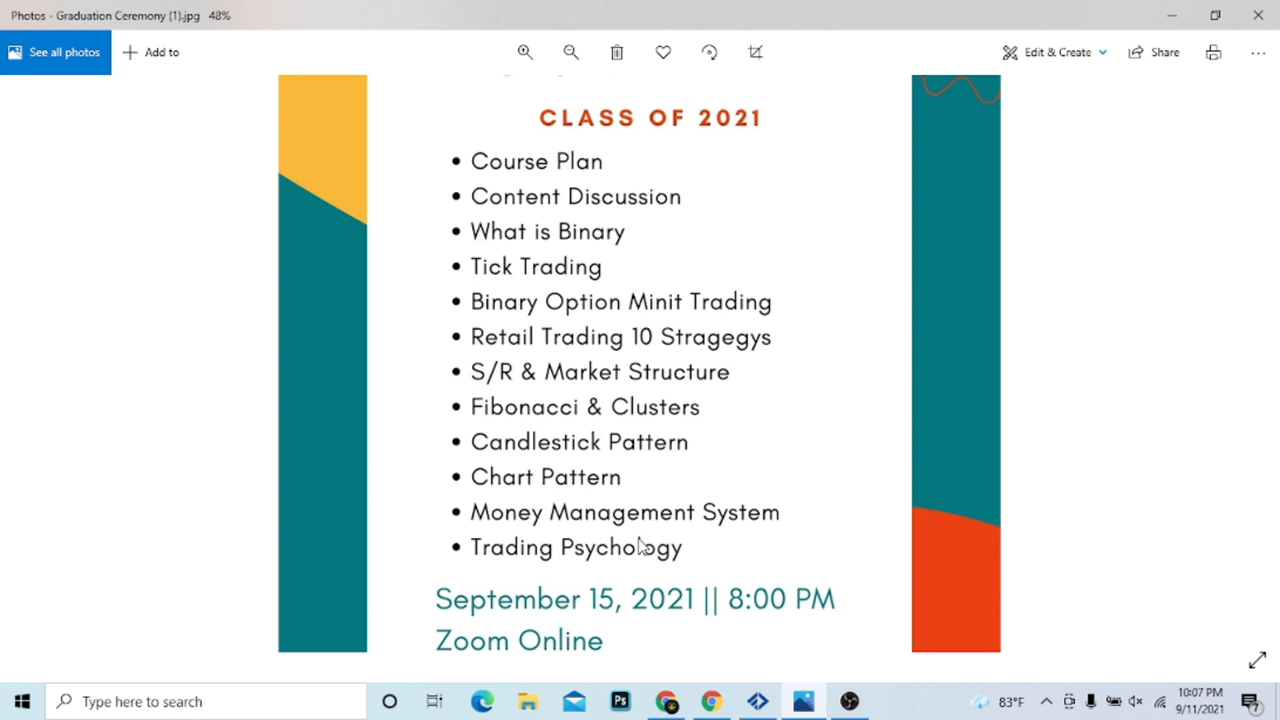 Photos - Graduation Ceremony (1).jpg 48%
See all photos
Add to
Edit & Create
Share
CLASS OF 2021
• Course Plan
• Content Discussion
• What is Binary
• Tick Trading
• Binary Option Minit Trading
• Retail Trading 10 Stragegys
• S/R & Market Structure
• Fibonacci & Clusters
• Candlestick Pattern
• Chart Pattern
• Money Management System
• Trading Psychology
September 15, 2021 || 8:00 PM
Zoom Online
Type here to search
Ps
83°F
10:07 PM
9/11/2021
7